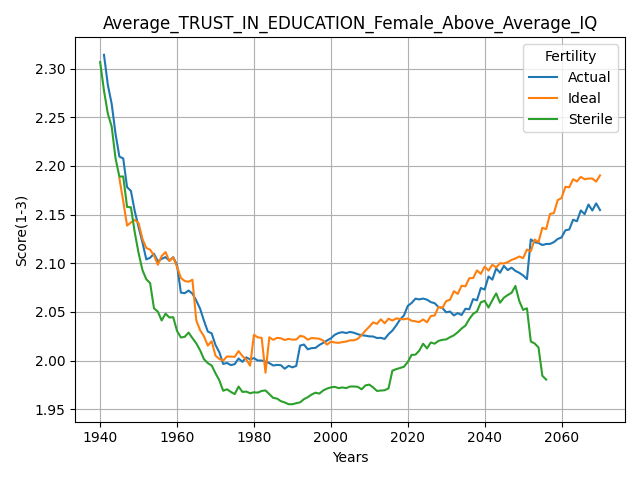 Average_TRUST_IN_EDUCATION_Female_Above_Average_IQ
Fertility
Actual
Ideal
Sterile
Score(1-3)
2.30
2.25
2.20
2.15
2.10
2.05
2.00
1.95
1940 1960 1980 2000 2020 2040 2060
Years